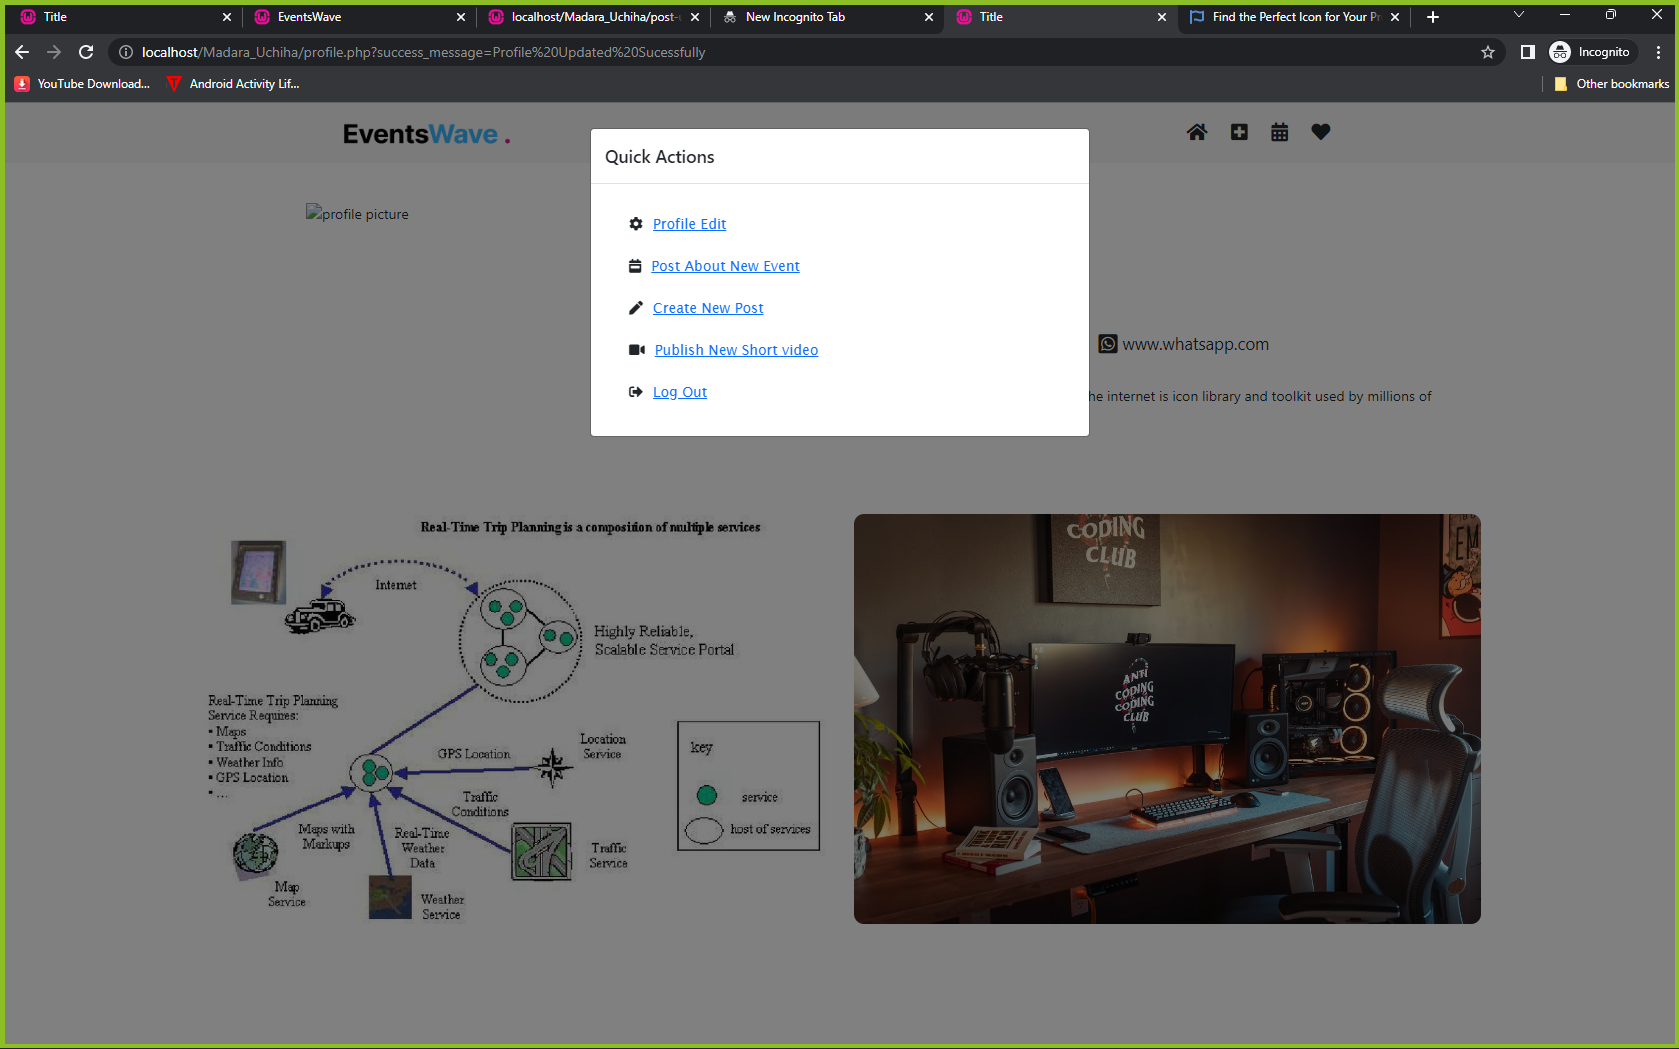 Title
EventsWave
localhost/Madara_Uchiha/post-
New Incognito Tab
Title
Find the Perfect Icon for Your Pr
localhost/Madara_Uchiha/profile.php?success_message=Profile%20Updated%20Sucessfully
Incognito
YouTube Download...
Android Activity Lif...
Other bookmarks
EventsWave .
Quick Actions
profile picture
Profile Edit
Post About New Event
Create New Post
Publish New Short video
Log Out
www.whatsapp.com
he internet is icon library and toolkit used by millions of
Real-Time Trip Planning is a composition of multiple services
Internet
Highly Reliable,
Scalable Service Portal
Real-Time Trip Planning
Service Requires:
▪ Maps
▪ Traffic Conditions
▪ Weather Info
▪ GPS Location
▪ ...
GPS Location
Location
Service
Traffic
Conditions
Maps with
Markups
Real-Time
Weather
Data
Traffic
Service
Map
Service
Weather
Service
key
service
host of services
CODING
CLUB
ANTI
CODING
CODING
CLUB
EM